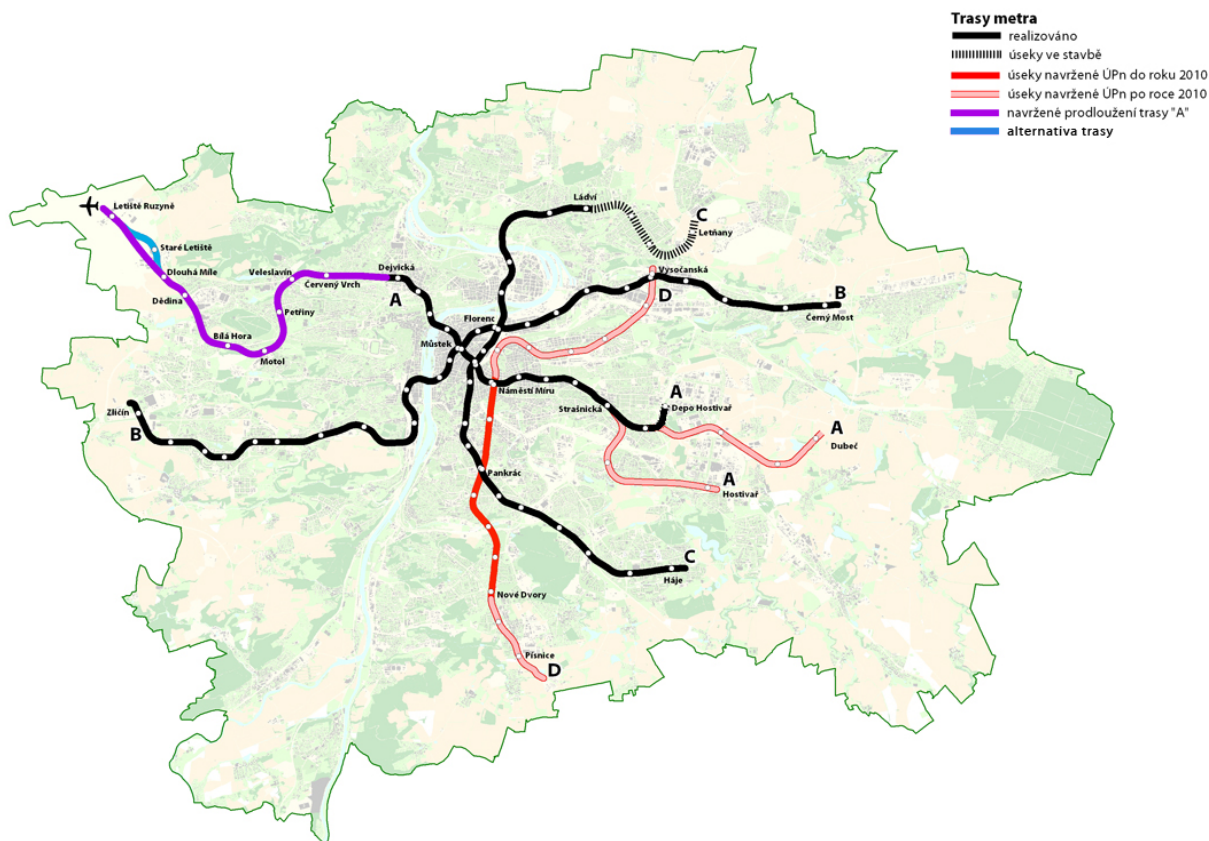 Trasy metra
realizováno
úseky ve stavbě
úseky navržené ÚPn do roku 2010
úseky navržené ÚPn po roce 2010
navržené prodloužení trasy "A"
alternativa trasy
Ládví
C
Letňany
Letiště Ruzyně
Staré Letiště
Dlouhá Míle
Dědina
Veleslavín
Červený Vrch
Dejvická
A
Petřiny
Bílá Hora
Motol
Vysočanská
D
B
Černý Most
Florenc
Můstek
Náměstí Míru
Strašnická
A
Depo Hostivař
Zličín
B
A
Dubeč
A
Hostivař
Pankrác
C
Háje
Nové Dvory
Písnice
D